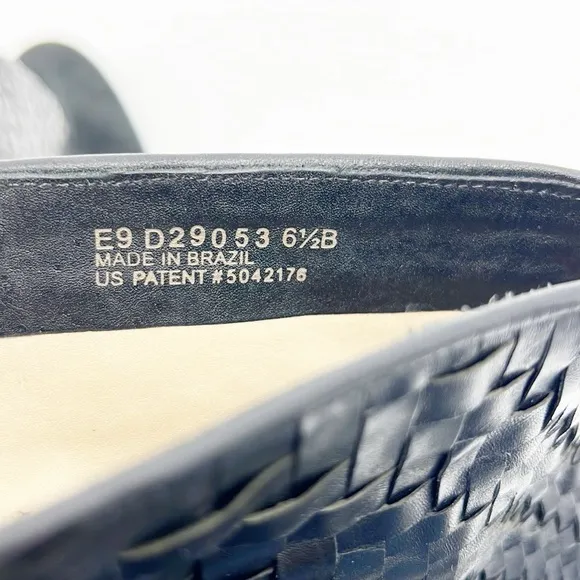 E9 D29053 6½B
MADE IN BRAZIL
US PATENT #5042176